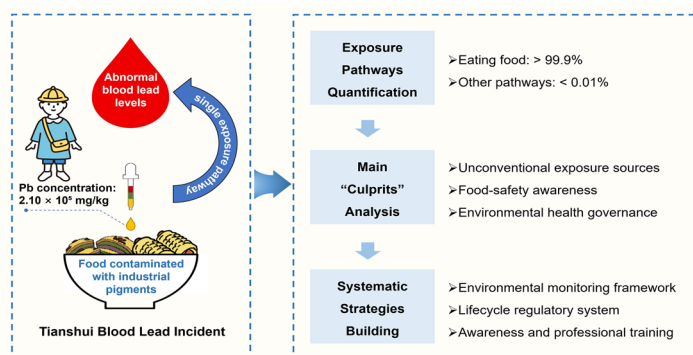 Abnormal
blood lead
levels
single exposure pathway
Pb concentration:
2.10 × 10⁵ mg/kg
Food contaminated
with industrial
pigments
Tianshui Blood Lead Incident
Exposure
Pathways
Quantification
➢Eating food: > 99.9%
➢Other pathways: < 0.01%
Main
“Culprits”
Analysis
➢Unconventional exposure sources
➢Food-safety awareness
➢Environmental health governance
Systematic
Strategies
Building
➢Environmental monitoring framework
➢Lifecycle regulatory system
➢Awareness and professional training